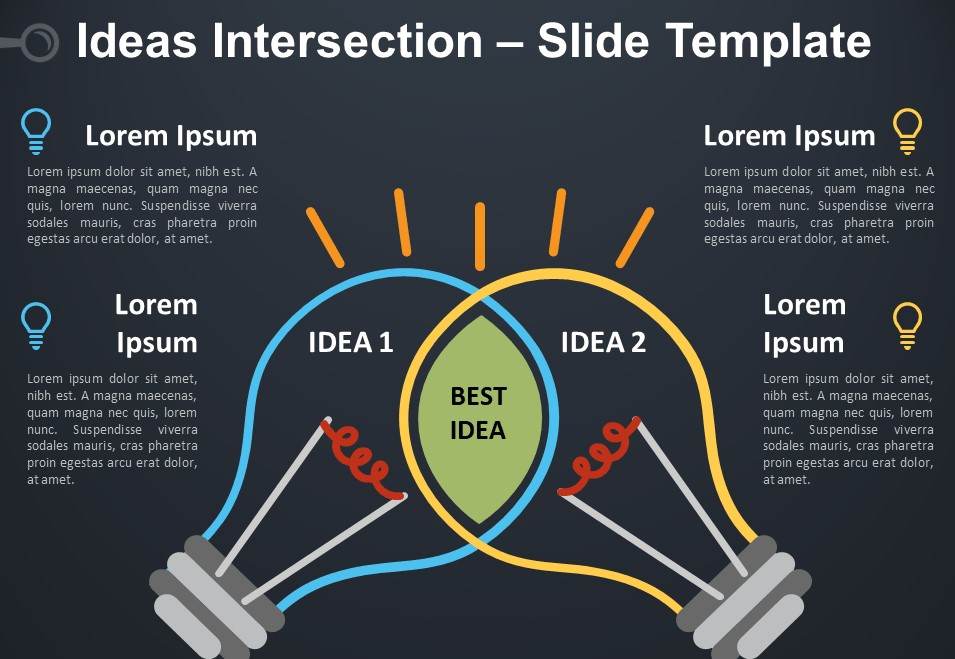 Ideas Intersection – Slide Template
Lorem Ipsum
Lorem ipsum dolor sit amet, nibh est. A
magna maecenas, quam magna nec
quis, lorem nunc. Suspendisse viverra
sodales mauris, cras pharetra proin
egestas arcu erat dolor, at amet.
Lorem
Ipsum
Lorem ipsum dolor sit amet,
nibh est. A magna maecenas,
quam magna nec quis, lorem
nunc. Suspendisse viverra
sodales mauris, cras pharetra
proin egestas arcu erat dolor,
at amet.
IDEA 1
BEST
IDEA
IDEA 2
Lorem Ipsum
Lorem ipsum dolor sit amet, nibh est. A
magna maecenas, quam magna nec
quis, lorem nunc. Suspendisse viverra
sodales mauris, cras pharetra proin
egestas arcu erat dolor, at amet.
Lorem
Ipsum
Lorem ipsum dolor sit amet,
nibh est. A magna maecenas,
quam magna nec quis, lorem
nunc. Suspendisse viverra
sodales mauris, cras pharetra
proin egestas arcu erat dolor,
at amet.